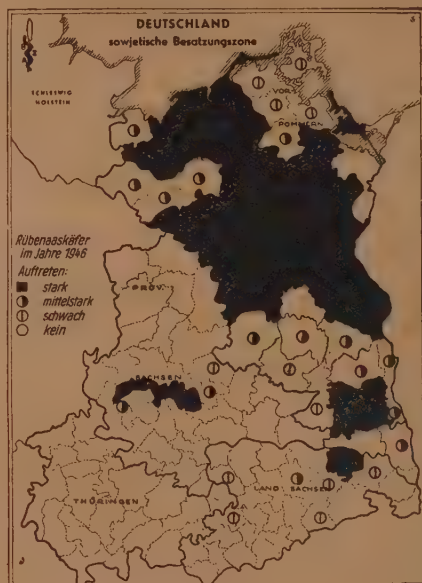 DEUTSCHLAND
sowjetische Besatzungszone
SCHLESWIG
HOLSTEIN
VOR
POMMERN
Rübenaaskäfer
im Jahre 1946
Auftreten:
stark
mittelstark
schwach
kein
PROV.
SACHSEN
THÜRINGEN
LAND SACHSEN